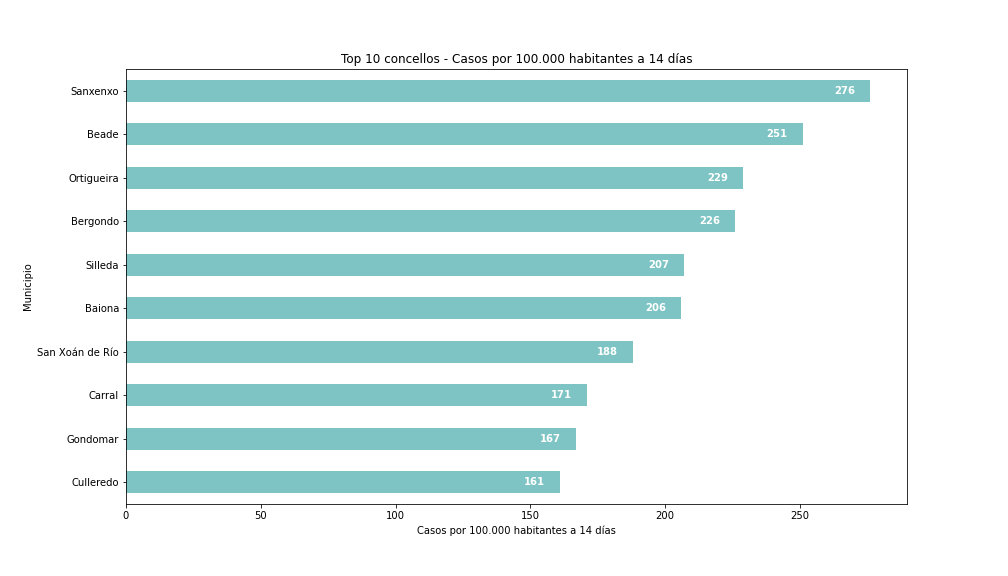 Top 10 concellos - Casos por 100.000 habitantes a 14 días
Municipio
Sanxenxo 276
Beade 251
Ortigueira 229
Bergondo 226
Silleda 207
Baiona 206
San Xoán de Río 188
Carral 171
Gondomar 167
Culleredo 161
0 50 100 150 200 250
Casos por 100.000 habitantes a 14 días